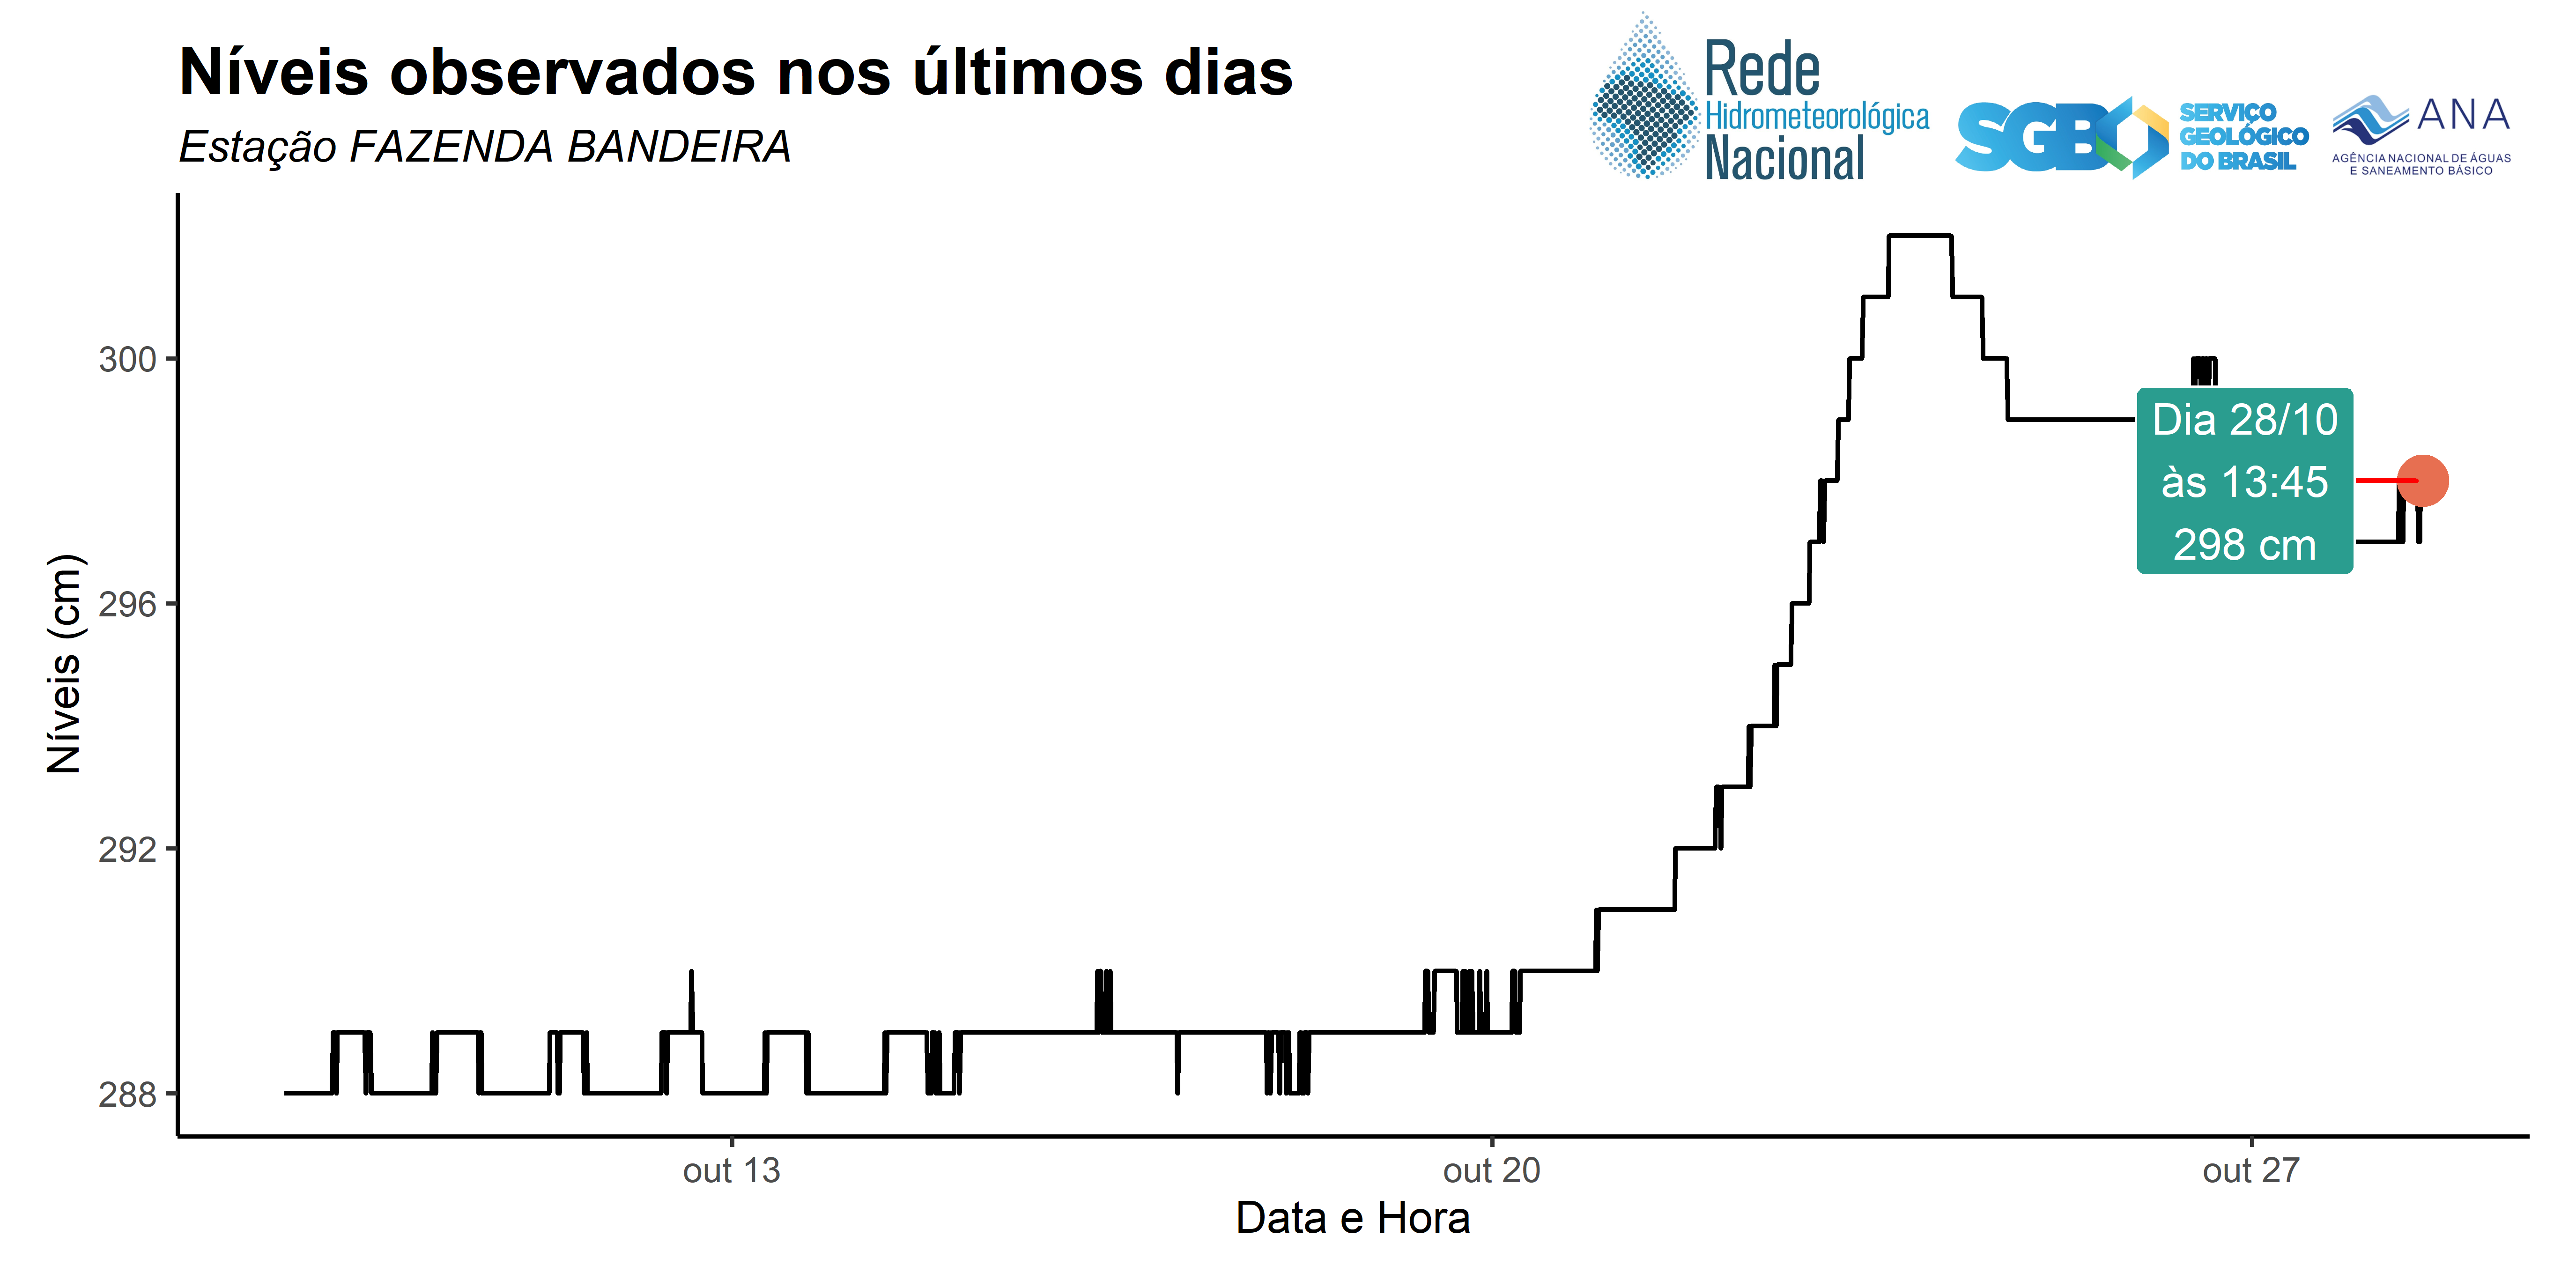 Níveis observados nos últimos dias
Estação FAZENDA BANDEIRA
Rede
Hidrometeorológica
Nacional
SGB
SERVIÇO
GEOLÓGICO
DO BRASIL
ANA
AGÊNCIA NACIONAL DE ÁGUAS
E SANEAMENTO BÁSICO
Níveis (cm)
300
296
292
288
Dia 28/10
às 13:45
298 cm
out 13
out 20
out 27
Data e Hora